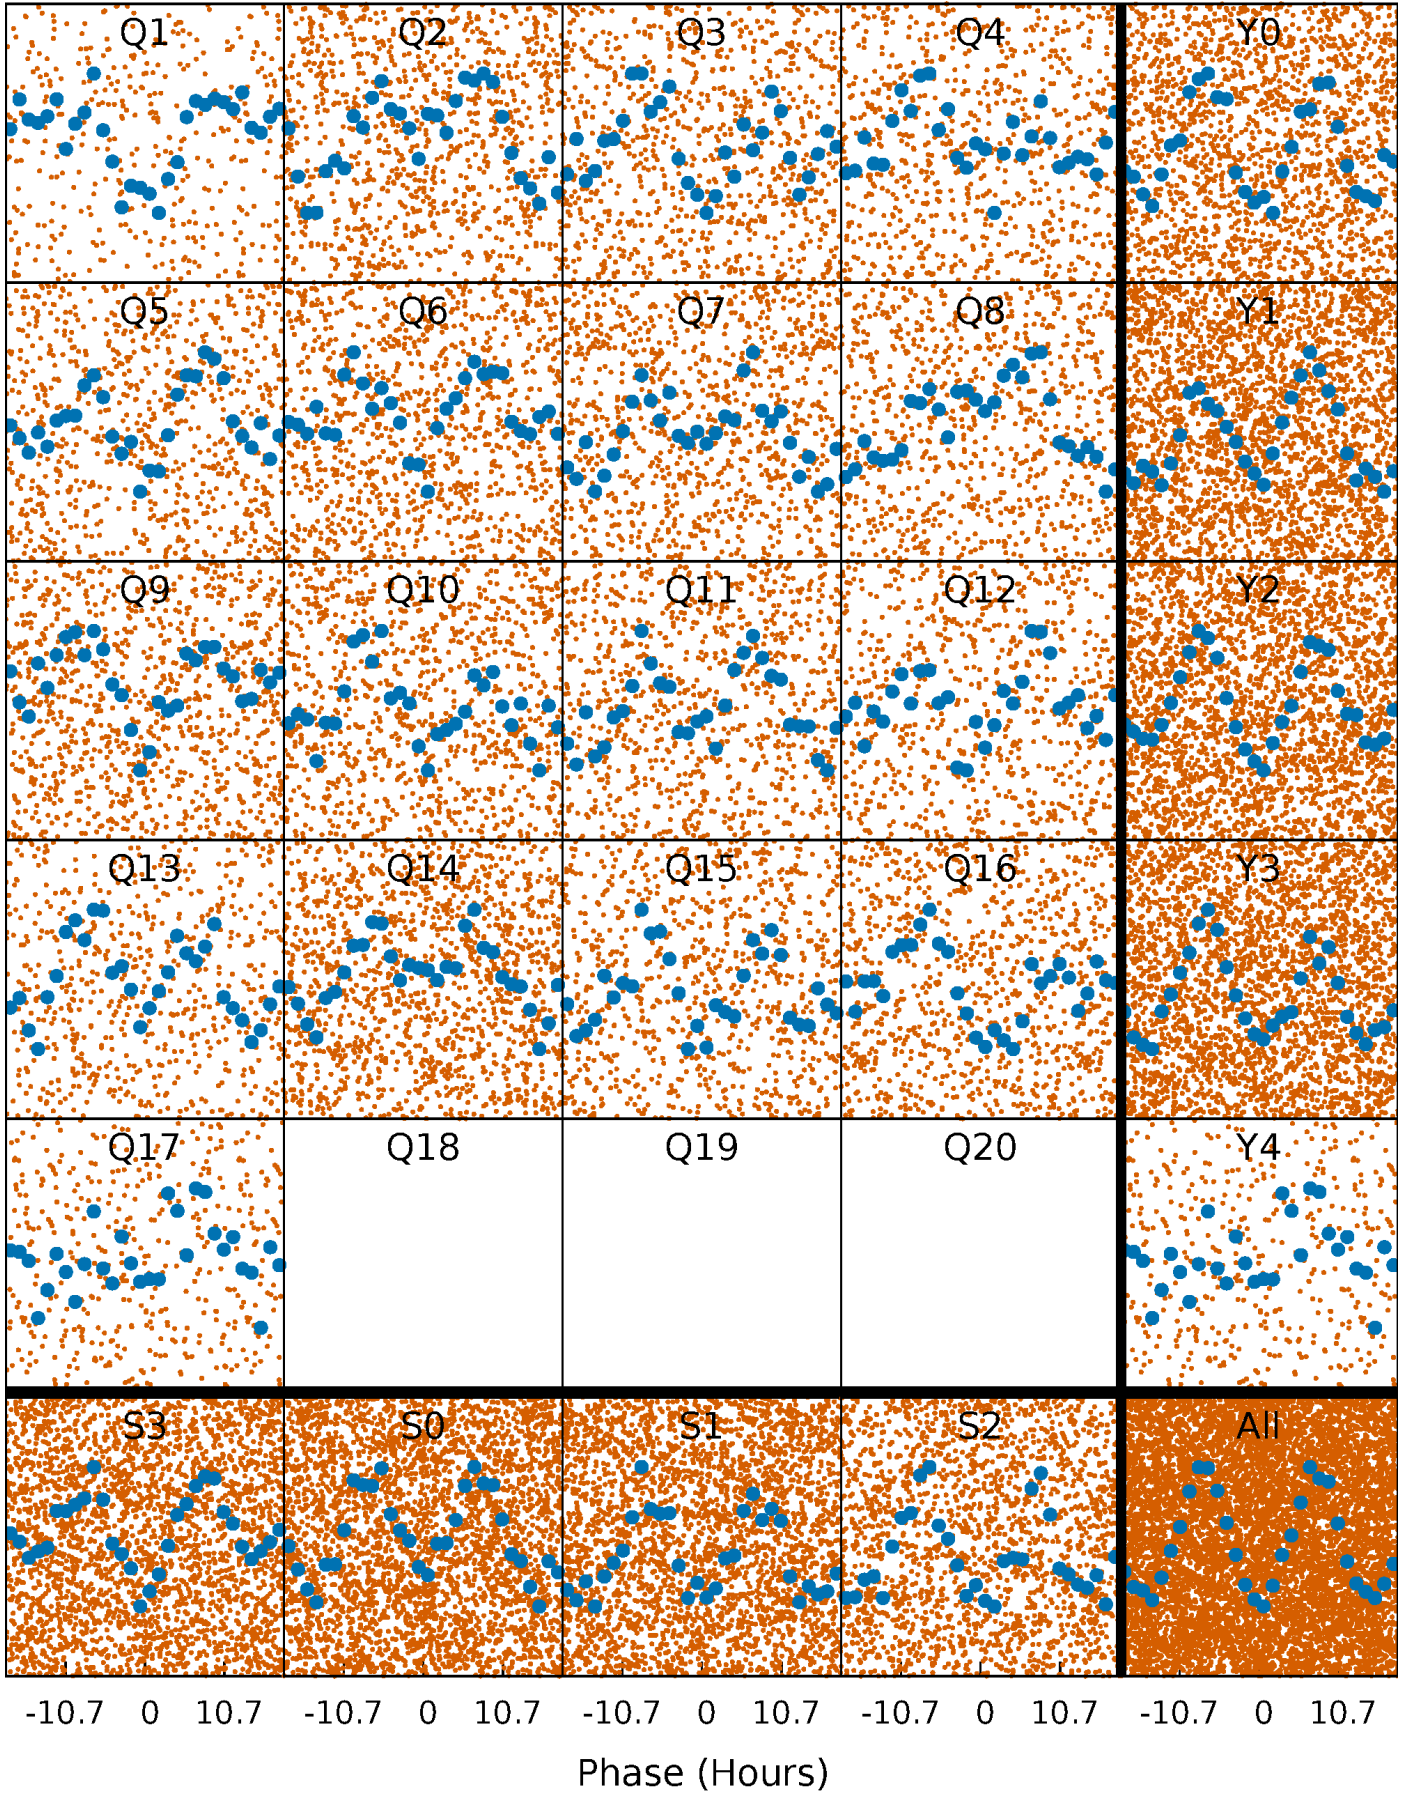 Q1 Q2 Q3 Q4 Y0
Q5 Q6 Q7 Q8 Y1
Q9 Q10 Q11 Q12 Y2
Q13 Q14 Q15 Q16 Y3
Q17 Q18 Q19 Q20 Y4
S3 S0 S1 S2 All
-10.7 0 10.7 -10.7 0 10.7 -10.7 0 10.7 -10.7 0 10.7 -10.7 0 10.7
Phase (Hours)